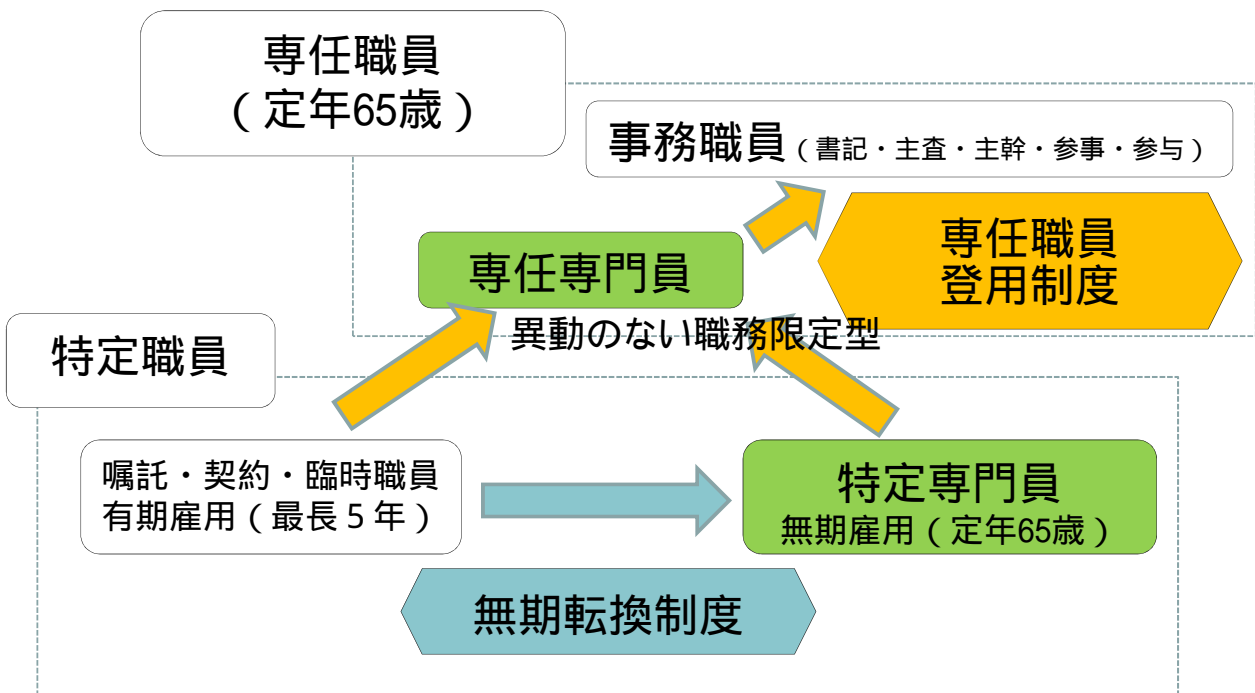 専任職員
（定年65歳）
事務職員（書記・主査・主幹・参事・参与）
専任職員
登用制度
専任専門員
異動のない職務限定型
特定職員
嘱託・契約・臨時職員
有期雇用（最長５年）
特定専門員
無期雇用（定年65歳）
無期転換制度